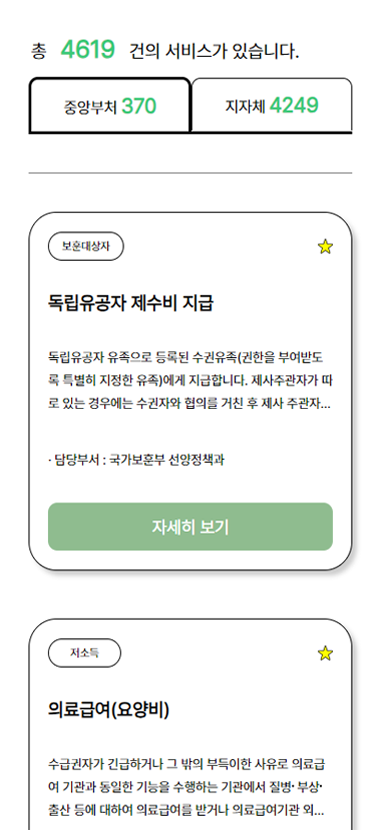 총 4619 건의 서비스가 있습니다.
중앙부처 370
지자체 4249
보훈대상자
독립유공자 제수비 지급
독립유공자 유족으로 등록된 수권유족(권한을 부여받도
록 특별히 지정한 유족)에게 지급합니다. 제사주관자가 따
로 있는 경우에는 수권자와 협의를 거친 후 제사 주관자...
· 담당부서 : 국가보훈부 선양정책과
자세히 보기
저소득
의료급여(요양비)
수급권자가 긴급하거나 그 밖의 부득이한 사유로 의료급
여 기관과 동일한 기능을 수행하는 기관에서 질병· 부상·
출산 등에 대하여 의료급여를 받거나 의료급여기관 외...